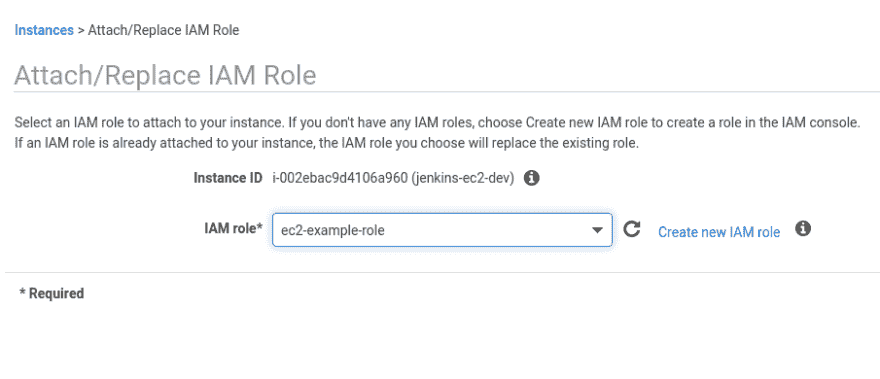 Instances > Attach/Replace IAM Role
Attach/Replace IAM Role
Select an IAM role to attach to your instance. If you don't have any IAM roles, choose Create new IAM role to create a role in the IAM console.
If an IAM role is already attached to your instance, the IAM role you choose will replace the existing role.
Instance ID i-002ebac9d4106a960 (jenkins-ec2-dev)
IAM role* ec2-example-role Create new IAM role
* Required